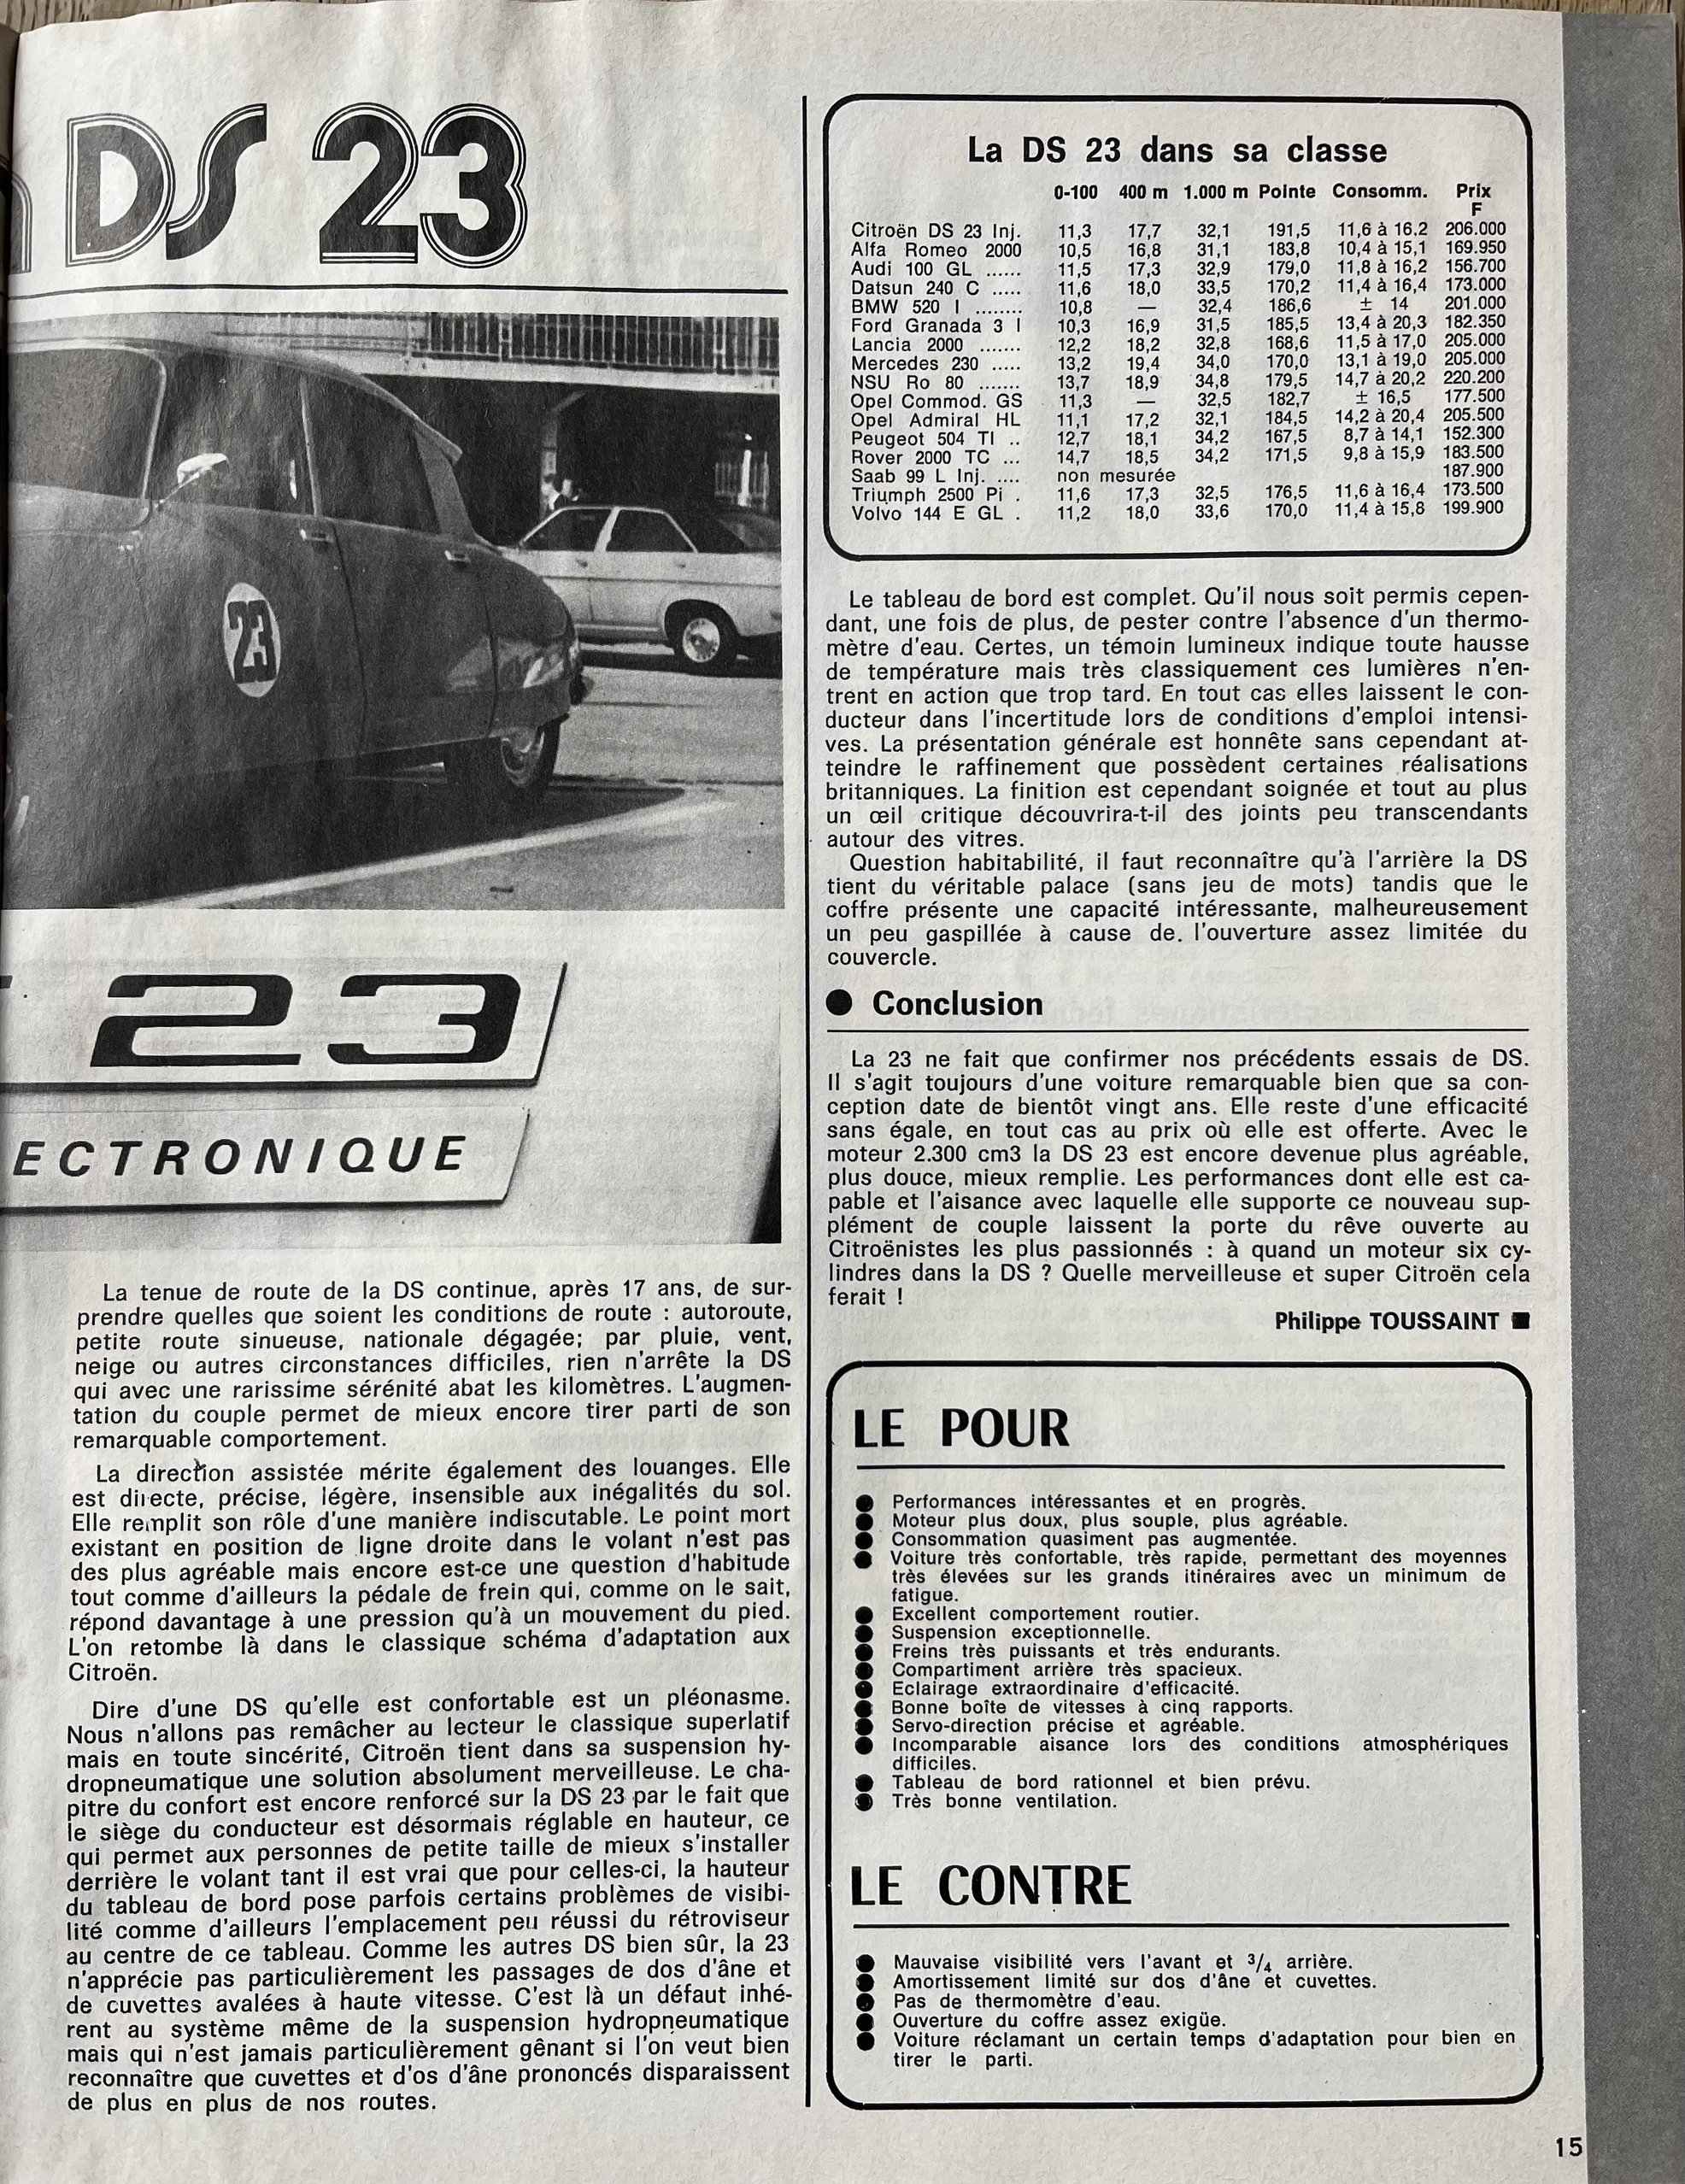 DS 23
23
23
ECTRONIQUE
La tenue de route de la DS continue, après 17 ans, de sur-
prendre quelles que soient les conditions de route : autoroute,
petite route sinueuse, nationale dégagée; par pluie, vent,
neige ou autres circonstances difficiles, rien n'arrête la DS
qui avec une rarissime sérénité abat les kilomètres. L'augmen-
tation du couple permet de mieux encore tirer parti de son
remarquable comportement.
La direction assistée mérite également des louanges. Elle
est directe, précise, légère, insensible aux inégalités du sol.
Elle remplit son rôle d'une manière indiscutable. Le point mort
existant en position de ligne droite dans le volant n'est pas
des plus agréable mais encore est-ce une question d'habitude
tout comme d'ailleurs la pédale de frein qui, comme on le sait,
répond davantage à une pression qu'à un mouvement du pied.
L'on retombe là dans le classique schéma d'adaptation aux
Citroën.
Dire d'une DS qu'elle est confortable est un pléonasme.
Nous n'allons pas remâcher au lecteur le classique superlatif
mais en toute sincérité, Citroën tient dans sa suspension hy-
dropneumatique une solution absolument merveilleuse. Le cha-
pitre du confort est encore renforcé sur la DS 23 par le fait que
le siège du conducteur est désormais réglable en hauteur, ce
qui permet aux personnes de petite taille de mieux s'installer
derrière le volant tant il est vrai que pour celles-ci, la hauteur
du tableau de bord pose parfois certains problèmes de visibi-
lité comme d'ailleurs l'emplacement peu réussi du rétroviseur
au centre de ce tableau. Comme les autres DS bien sûr, la 23
n'apprécie pas particulièrement les passages de dos d'âne et
de cuvettes avalées à haute vitesse. C'est là un défaut inhé-
rent au système même de la suspension hydropneumatique
mais qui n'est jamais particulièrement gênant si l'on veut bien
reconnaître que cuvettes et d'os d'âne prononcés disparaissent
de plus en plus de nos routes.
La DS 23 dans sa classe
0-100 400 m 1.000 m Pointe Consomm. Prix
F
Citroën DS 23 Inj. 11,3 17,7 32,1 191,5 11,6 à 16,2 206.000
Alfa Romeo 2000 10,5 16,8 31,1 183,8 10,4 à 15,1 169.950
Audi 100 GL ...... 11,5 17,3 32,9 179,0 11,8 à 16,2 156.700
Datsun 240 C ..... 11,6 18,0 33,5 170,2 11,4 à 16,4 173.000
BMW 520 I ........ 10,8 — 32,4 186,6 ± 14 201.000
Ford Granada 3 l 10,3 16,9 31,5 185,5 13,4 à 20,3 182.350
Lancia 2000 ....... 12,2 18,2 32,8 168,6 11,5 à 17,0 205.000
Mercedes 230 ..... 13,2 19,4 34,0 170,0 13,1 à 19,0 205.000
NSU Ro 80 ....... 13,7 18,9 34,8 179,5 14,7 à 20,2 220.200
Opel Commod. GS 11,3 — 32,5 182,7 ± 16,5 177.500
Opel Admiral HL 11,1 17,2 32,1 184,5 14,2 à 20,4 205.500
Peugeot 504 TI .. 12,7 18,1 34,2 167,5 8,7 à 14,1 152.300
Rover 2000 TC ... 14,7 18,5 34,2 171,5 9,8 à 15,9 183.500
Saab 99 L Inj. .... non mesurée 187.900
Triumph 2500 Pi . 11,6 17,3 32,5 176,5 11,6 à 16,4 173.500
Volvo 144 E GL . 11,2 18,0 33,6 170,0 11,4 à 15,8 199.900
Le tableau de bord est complet. Qu'il nous soit permis cepen-
dant, une fois de plus, de pester contre l'absence d'un thermo-
mètre d'eau. Certes, un témoin lumineux indique toute hausse
de température mais très classiquement ces lumières n'en-
trent en action que trop tard. En tout cas elles laissent le con-
ducteur dans l'incertitude lors de conditions d'emploi intensi-
ves. La présentation générale est honnête sans cependant at-
teindre le raffinement que possèdent certaines réalisations
britanniques. La finition est cependant soignée et tout au plus
un œil critique découvrira-t-il des joints peu transcendants
autour des vitres.
Question habitabilité, il faut reconnaître qu'à l'arrière la DS
tient du véritable palace (sans jeu de mots) tandis que le
coffre présente une capacité intéressante, malheureusement
un peu gaspillée à cause de. l'ouverture assez limitée du
couvercle.
● Conclusion
La 23 ne fait que confirmer nos précédents essais de DS.
Il s'agit toujours d'une voiture remarquable bien que sa con-
ception date de bientôt vingt ans. Elle reste d'une efficacité
sans égale, en tout cas au prix où elle est offerte. Avec le
moteur 2.300 cm3 la DS 23 est encore devenue plus agréable,
plus douce, mieux remplie. Les performances dont elle est ca-
pable et l'aisance avec laquelle elle supporte ce nouveau sup-
plément de couple laissent la porte du rêve ouverte au
Citroënistes les plus passionnés : à quand un moteur six cy-
lindres dans la DS ? Quelle merveilleuse et super Citroën cela
ferait !
Philippe TOUSSAINT ■
LE POUR
● Performances intéressantes et en progrès.
● Moteur plus doux, plus souple, plus agréable.
● Consommation quasiment pas augmentée.
● Voiture très confortable, très rapide, permettant des moyennes
très élevées sur les grands itinéraires avec un minimum de
fatigue.
● Excellent comportement routier.
● Suspension exceptionnelle.
● Freins très puissants et très endurants.
● Compartiment arrière très spacieux.
● Eclairage extraordinaire d'efficacité.
● Bonne boîte de vitesses à cinq rapports.
● Servo-direction précise et agréable.
● Incomparable aisance lors des conditions atmosphériques
difficiles.
● Tableau de bord rationnel et bien prévu.
● Très bonne ventilation.
LE CONTRE
● Mauvaise visibilité vers l'avant et 3/4 arrière.
● Amortissement limité sur dos d'âne et cuvettes.
● Pas de thermomètre d'eau.
● Ouverture du coffre assez exigüe.
● Voiture réclamant un certain temps d'adaptation pour bien en
tirer le parti.
15